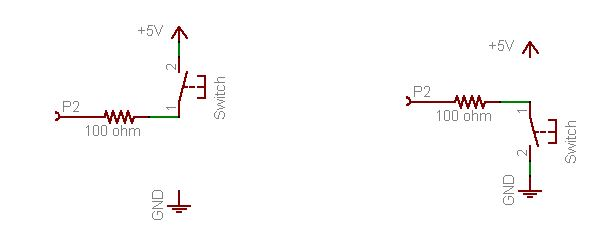 +5V
2
Switch
1
P2
100 ohm
GND
+5V
P2
100 ohm
1
Switch
2
GND